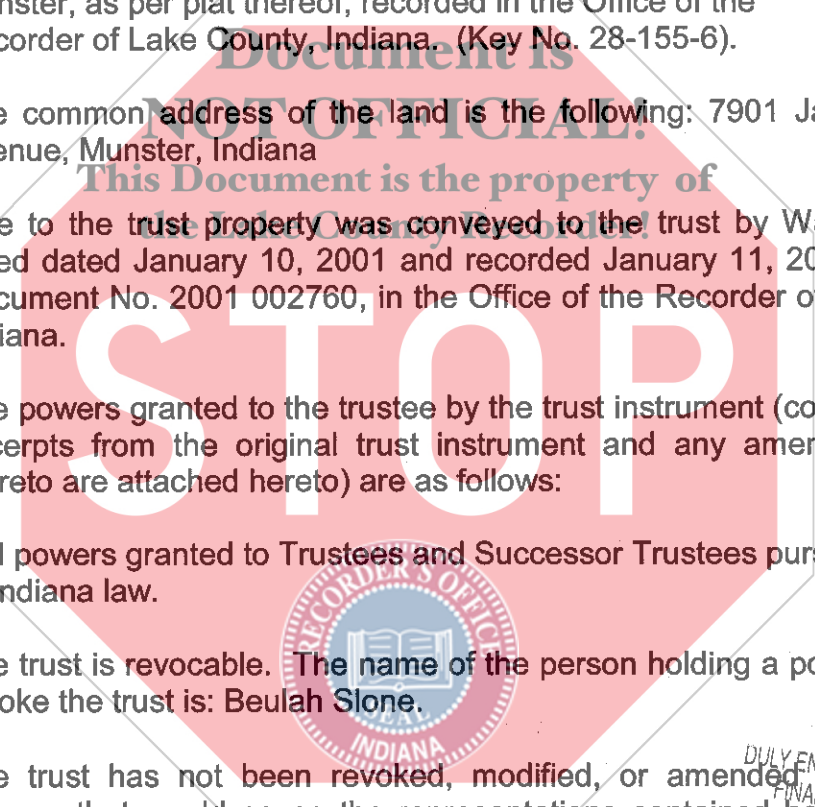 nster, as per plat thereof, recorded in the Office of the
corder of Lake County, Indiana. (Key No. 28-155-6).
Document is
e common address of the land is the following: 7901 Ja
NOT OFFICIAL!
enue, Munster, Indiana
This Document is the property of
e to the trust property was conveyed to the trust by Wa
the Lake County Recorder!
ed dated January 10, 2001 and recorded January 11, 20
cument No. 2001 002760, in the Office of the Recorder o
iana.
STOP
e powers granted to the trustee by the trust instrument (co
cerpts from the original trust instrument and any amen
reto are attached hereto) are as follows:
l powers granted to Trustees and Successor Trustees purs
ndiana law.
RECORDER'S OFFICE
e trust is revocable. The name of the person holding a po
oke the trust is: Beulah Slone.
SEAL
INDIANA
DULY EN
e trust has not been revoked, modified, or amended
FINA
the representations contained